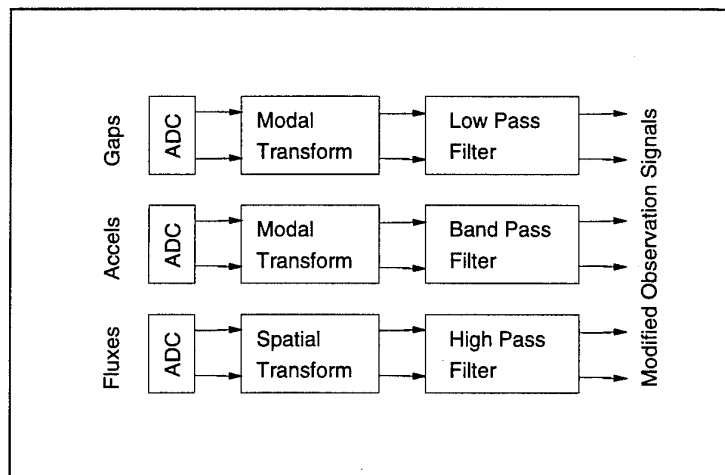 Gaps
ADC
Modal
Transform
Low Pass
Filter
Accels
ADC
Modal
Transform
Band Pass
Filter
Fluxes
ADC
Spatial
Transform
High Pass
Filter
Modified Observation Signals